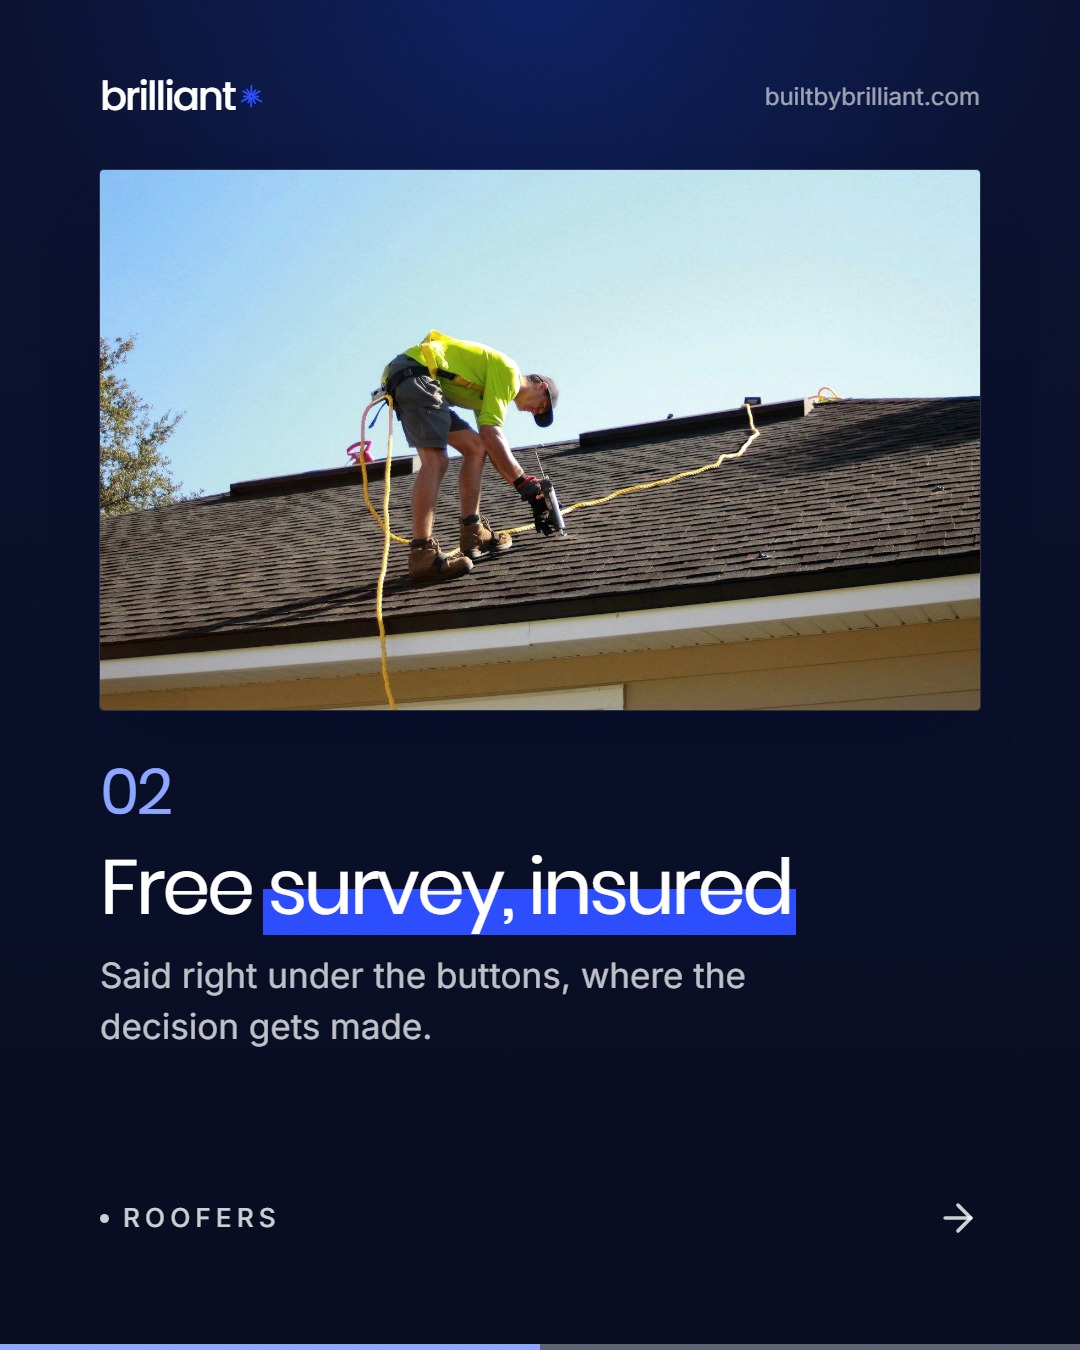 brilliant
builtbybrilliant.com
02
Free survey, insured
Said right under the buttons, where the
decision gets made.
• ROOFERS